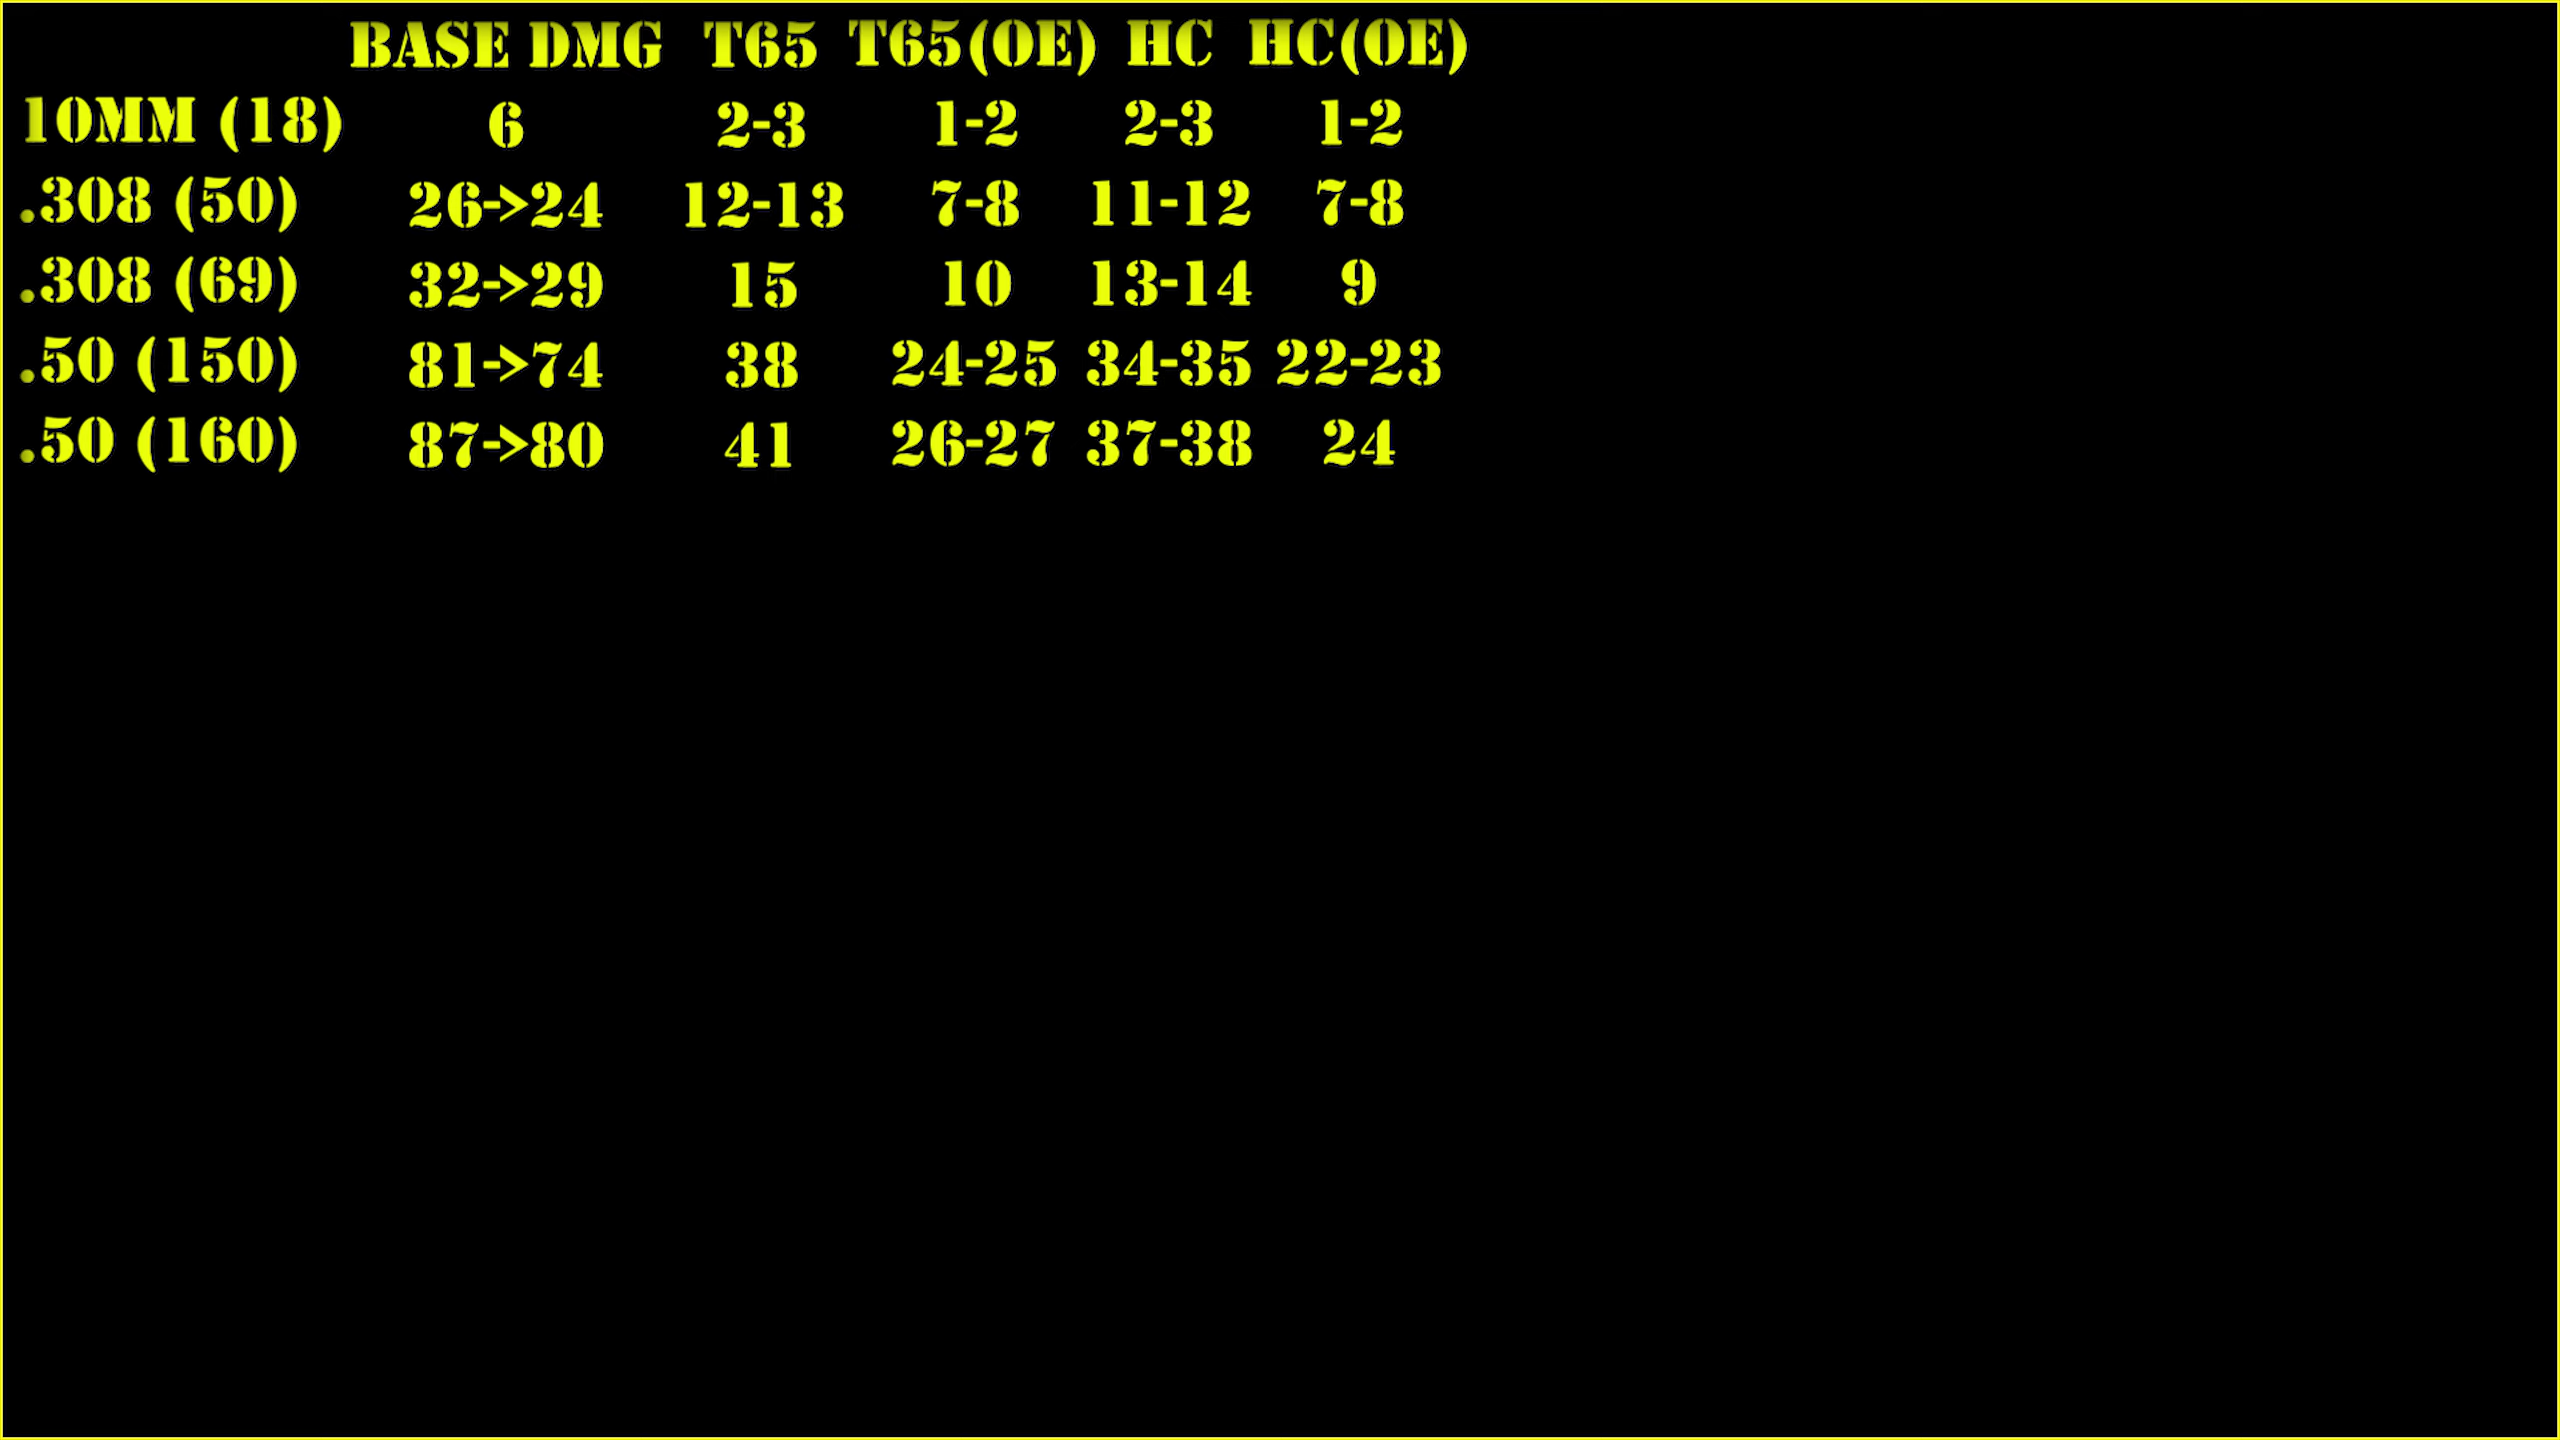 BASE DMG T65 T65(OE) HC HC(OE)
10MM (18) 6 2-3 1-2 2-3 1-2
.308 (50) 26->24 12-13 7-8 11-12 7-8
.308 (69) 32->29 15 10 13-14 9
.50 (150) 81->74 38 24-25 34-35 22-23
.50 (160) 87->80 41 26-27 37-38 24